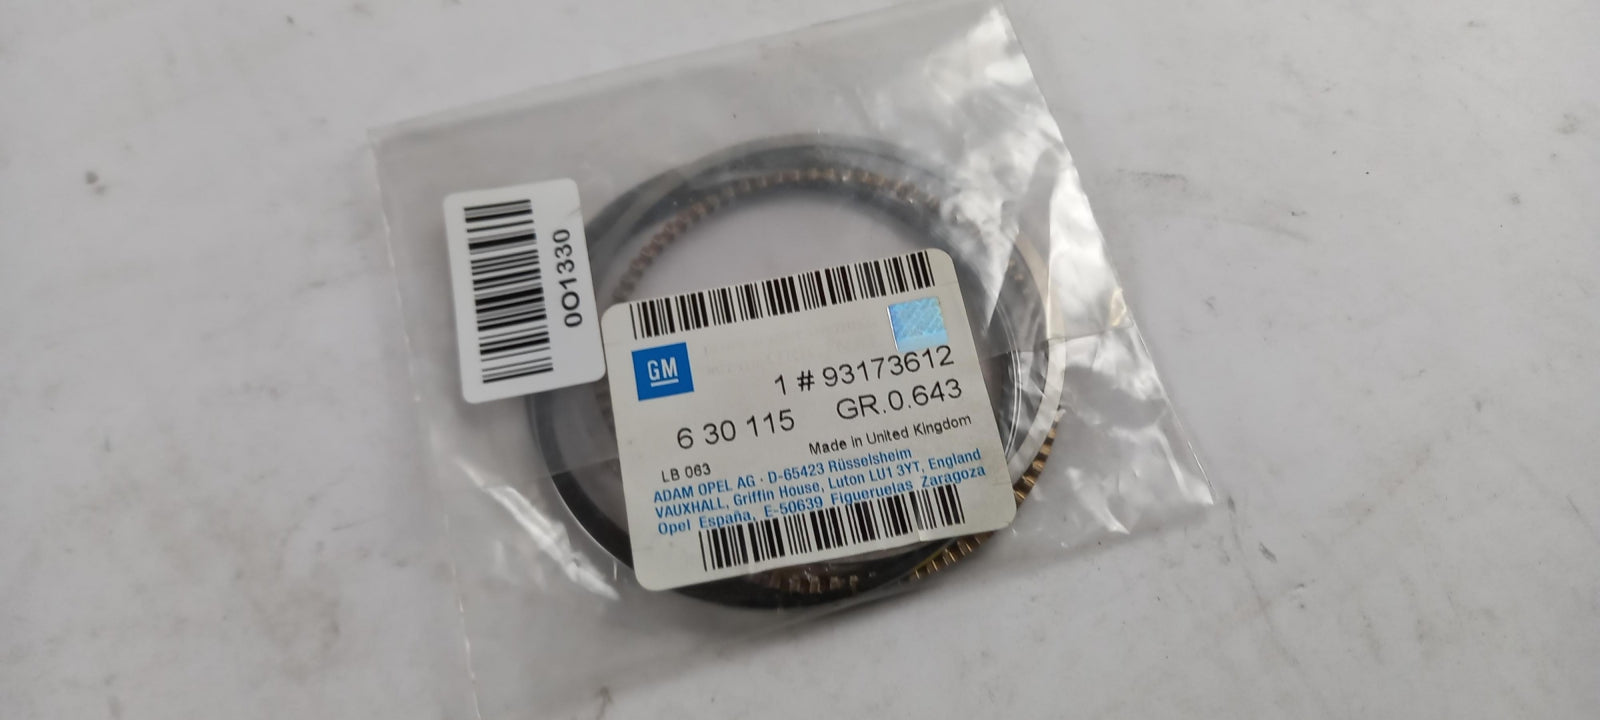 0O1330
GM
1 # 93173612
6 30 115 GR.0.643
Made in United Kingdom
LB 063
ADAM OPEL AG · D-65423 Rüsselsheim
VAUXHALL, Griffin House, Luton LU1 3YT, England
Opel España, E-50639 Figueruelas Zaragoza